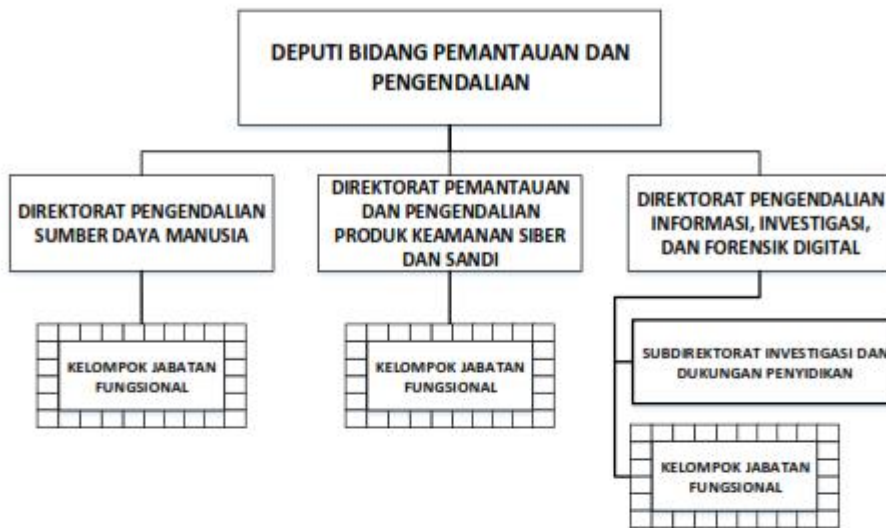 DEPUTI BIDANG PEMANTAUAN DAN
PENGENDALIAN
DIREKTORAT PENGENDALIAN
SUMBER DAYA MANUSIA
DIREKTORAT PEMANTAUAN
DAN PENGENDALIAN
PRODUK KEAMANAN SIBER
DAN SANDI
DIREKTORAT PENGENDALIAN
INFORMASI, INVESTIGASI,
DAN FORENSIK DIGITAL
KELOMPOK JABATAN
FUNGSIONAL
KELOMPOK JABATAN
FUNGSIONAL
SUBDIREKTORAT INVESTIGASI DAN
DUKUNGAN PENYIDIKAN
KELOMPOK JABATAN
FUNGSIONAL